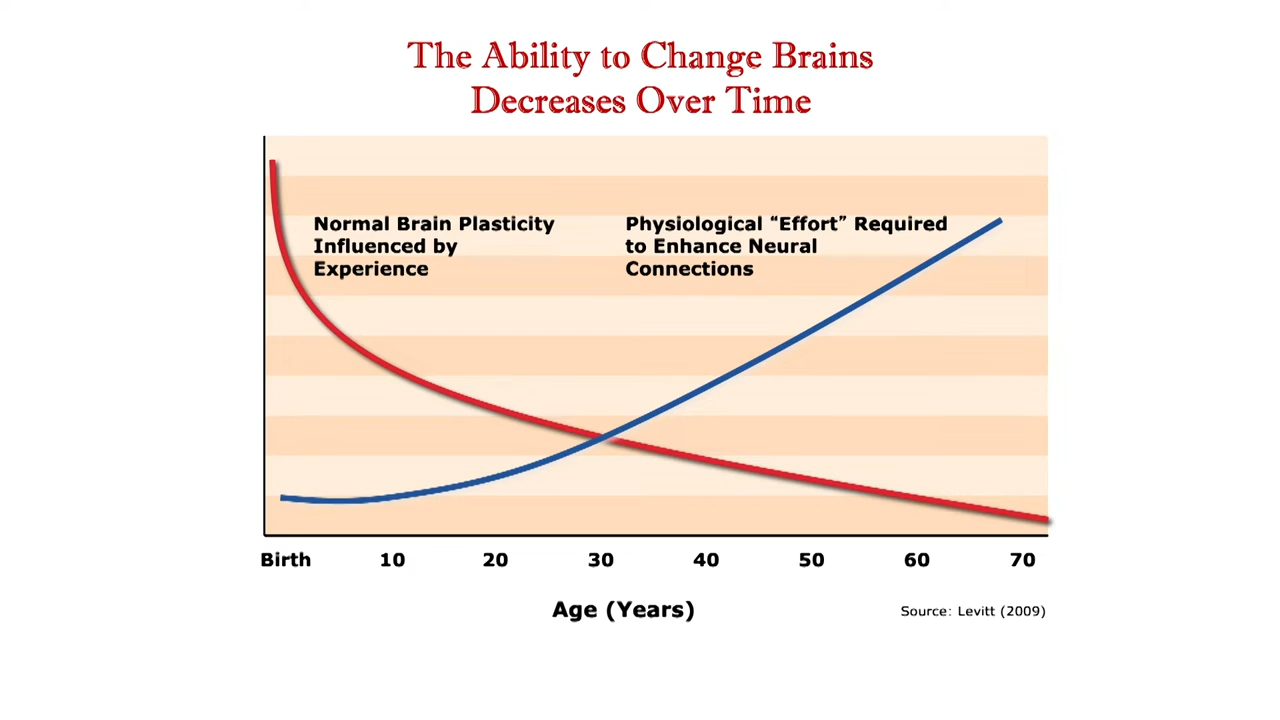 The Ability to Change Brains
Decreases Over Time
Normal Brain Plasticity
Influenced by
Experience
Physiological “Effort” Required
to Enhance Neural
Connections
Birth 10 20 30 40 50 60 70
Age (Years)
Source: Levitt (2009)